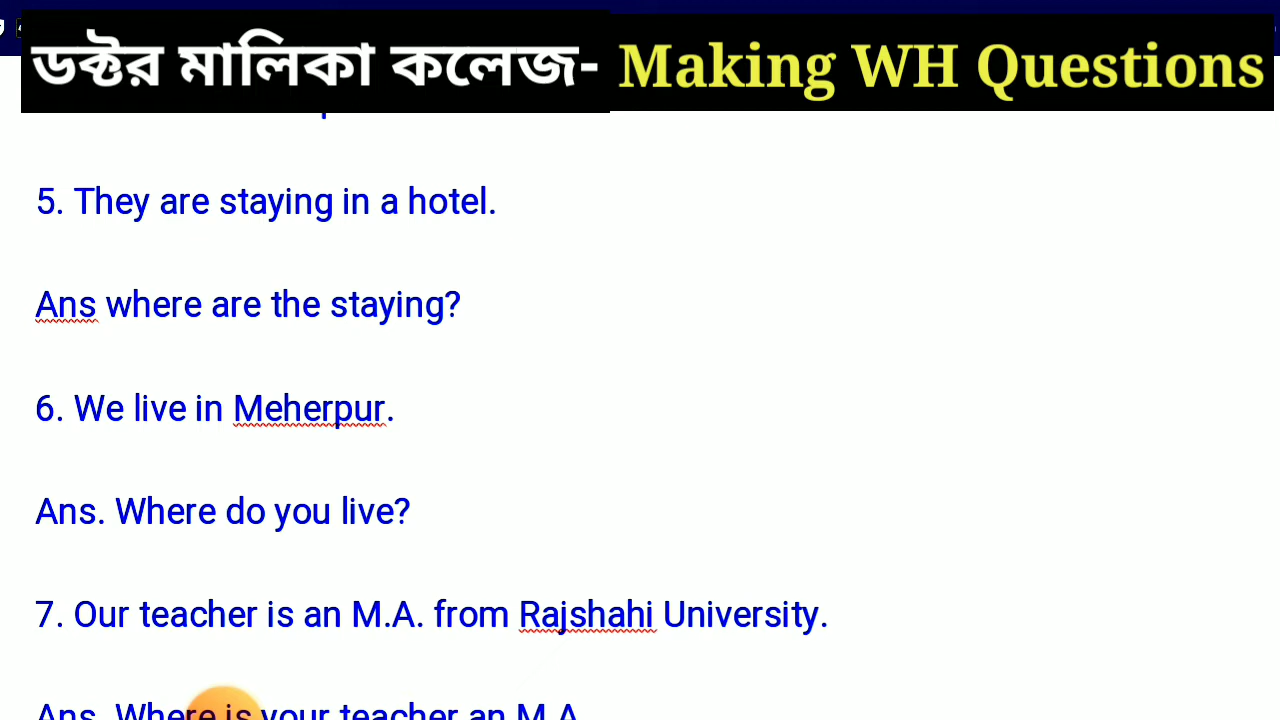 ডক্টর মালিকা কলেজ- Making WH Questions
5. They are staying in a hotel.
Ans where are the staying?
6. We live in Meherpur.
Ans. Where do you live?
7. Our teacher is an M.A. from Rajshahi University.
Ans. Where is your teacher an M.A